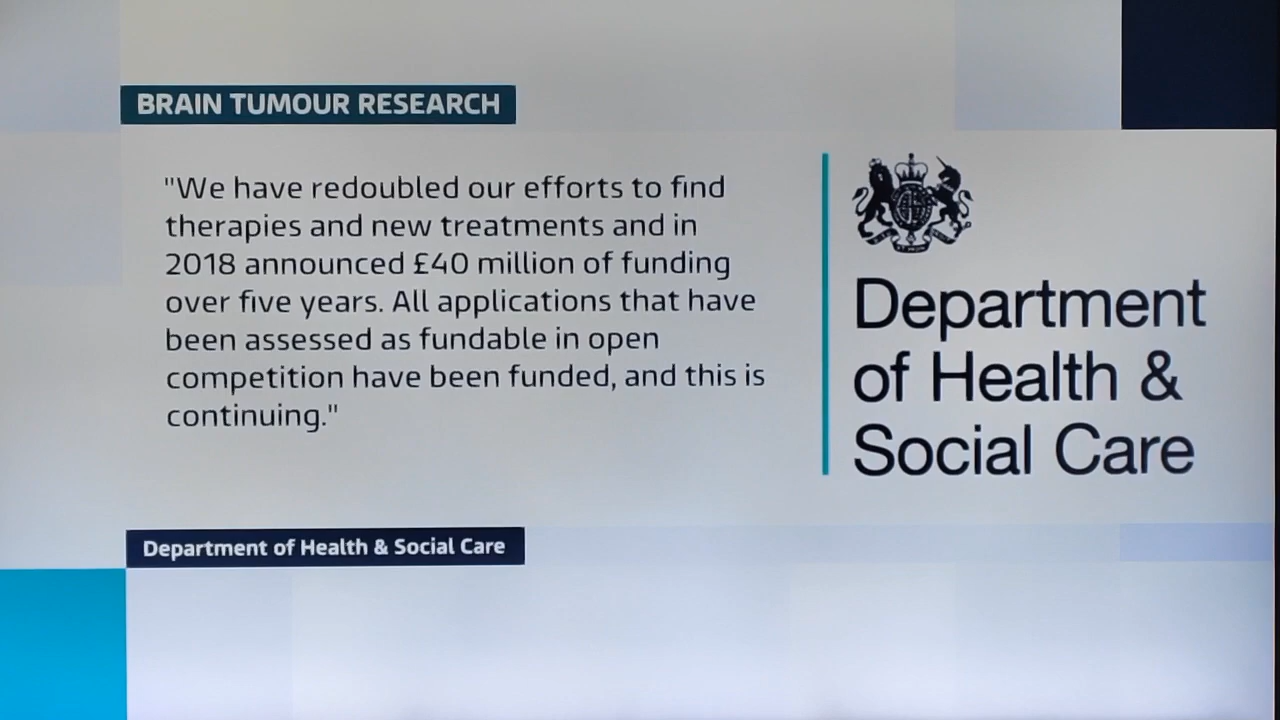 BRAIN TUMOUR RESEARCH
"We have redoubled our efforts to find
therapies and new treatments and in
2018 announced £40 million of funding
over five years. All applications that have
been assessed as fundable in open
competition have been funded, and this is
continuing."
Department
of Health &
Social Care
Department of Health & Social Care